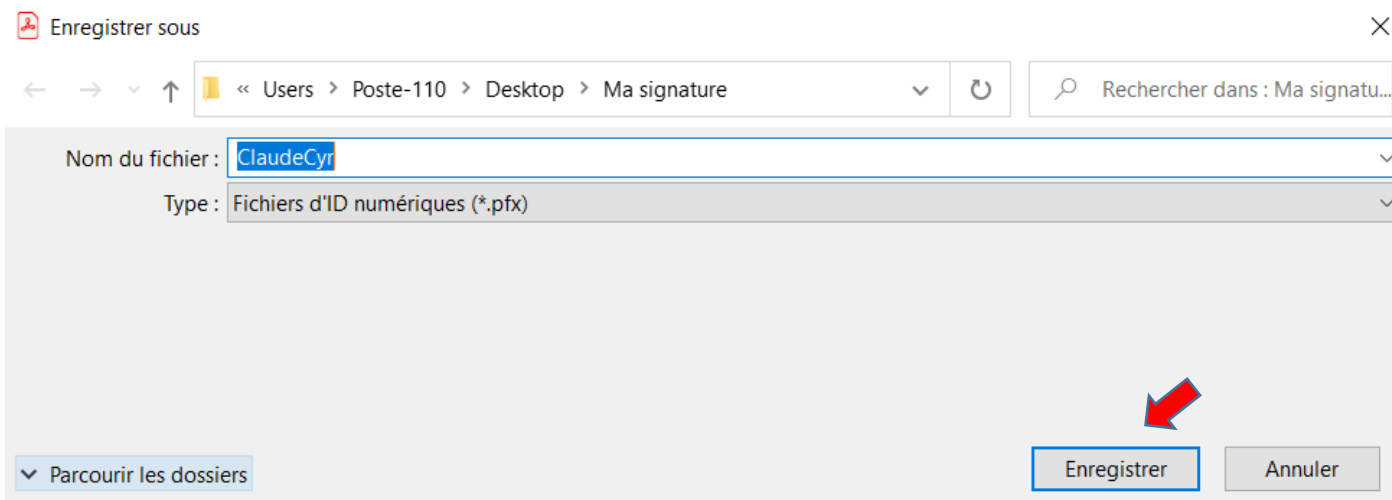 Enregistrer sous
« Users > Poste-110 > Desktop > Ma signature
Rechercher dans : Ma signatu...
Nom du fichier : ClaudeCyr
Type : Fichiers d'ID numériques (*.pfx)
Parcourir les dossiers
Enregistrer
Annuler